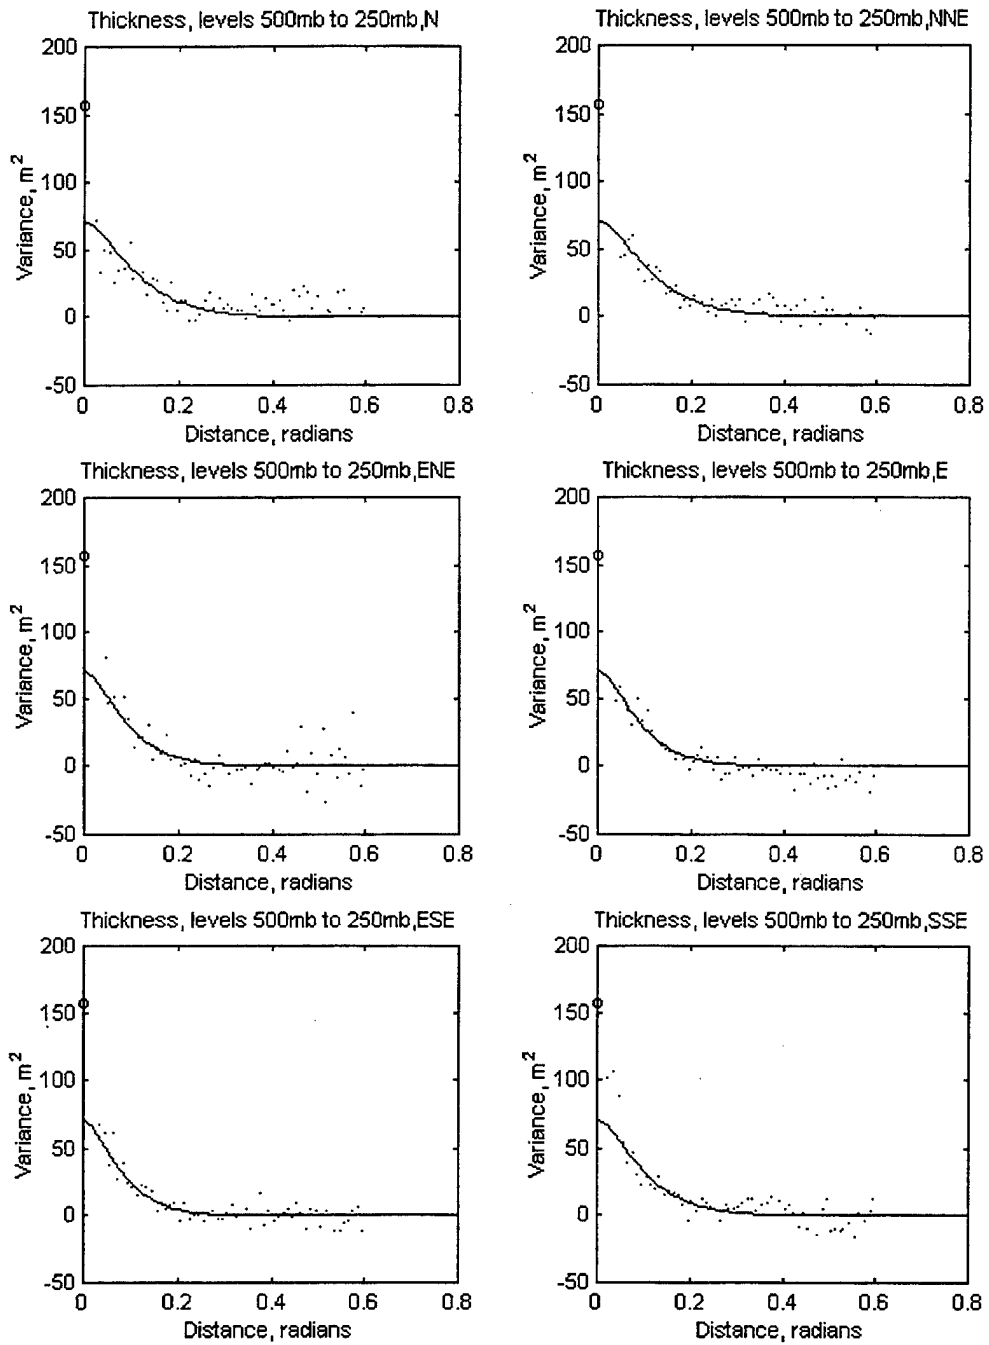 Thickness, levels 500mb to 250mb,N
200
150
100
50
0
-50
Variance, m²
0 0.2 0.4 0.6 0.8
Distance, radians
Thickness, levels 500mb to 250mb,NNE
200
150
100
50
0
-50
Variance, m²
0 0.2 0.4 0.6 0.8
Distance, radians
Thickness, levels 500mb to 250mb,ENE
200
150
100
50
0
-50
Variance, m²
0 0.2 0.4 0.6 0.8
Distance, radians
Thickness, levels 500mb to 250mb,E
200
150
100
50
0
-50
Variance, m²
0 0.2 0.4 0.6 0.8
Distance, radians
Thickness, levels 500mb to 250mb,ESE
200
150
100
50
0
-50
Variance, m²
0 0.2 0.4 0.6 0.8
Distance, radians
Thickness, levels 500mb to 250mb,SSE
200
150
100
50
0
-50
Variance, m²
0 0.2 0.4 0.6 0.8
Distance, radians